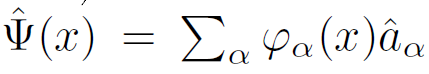 Ψ̂(x) = ∑_α φ_α(x)â_α